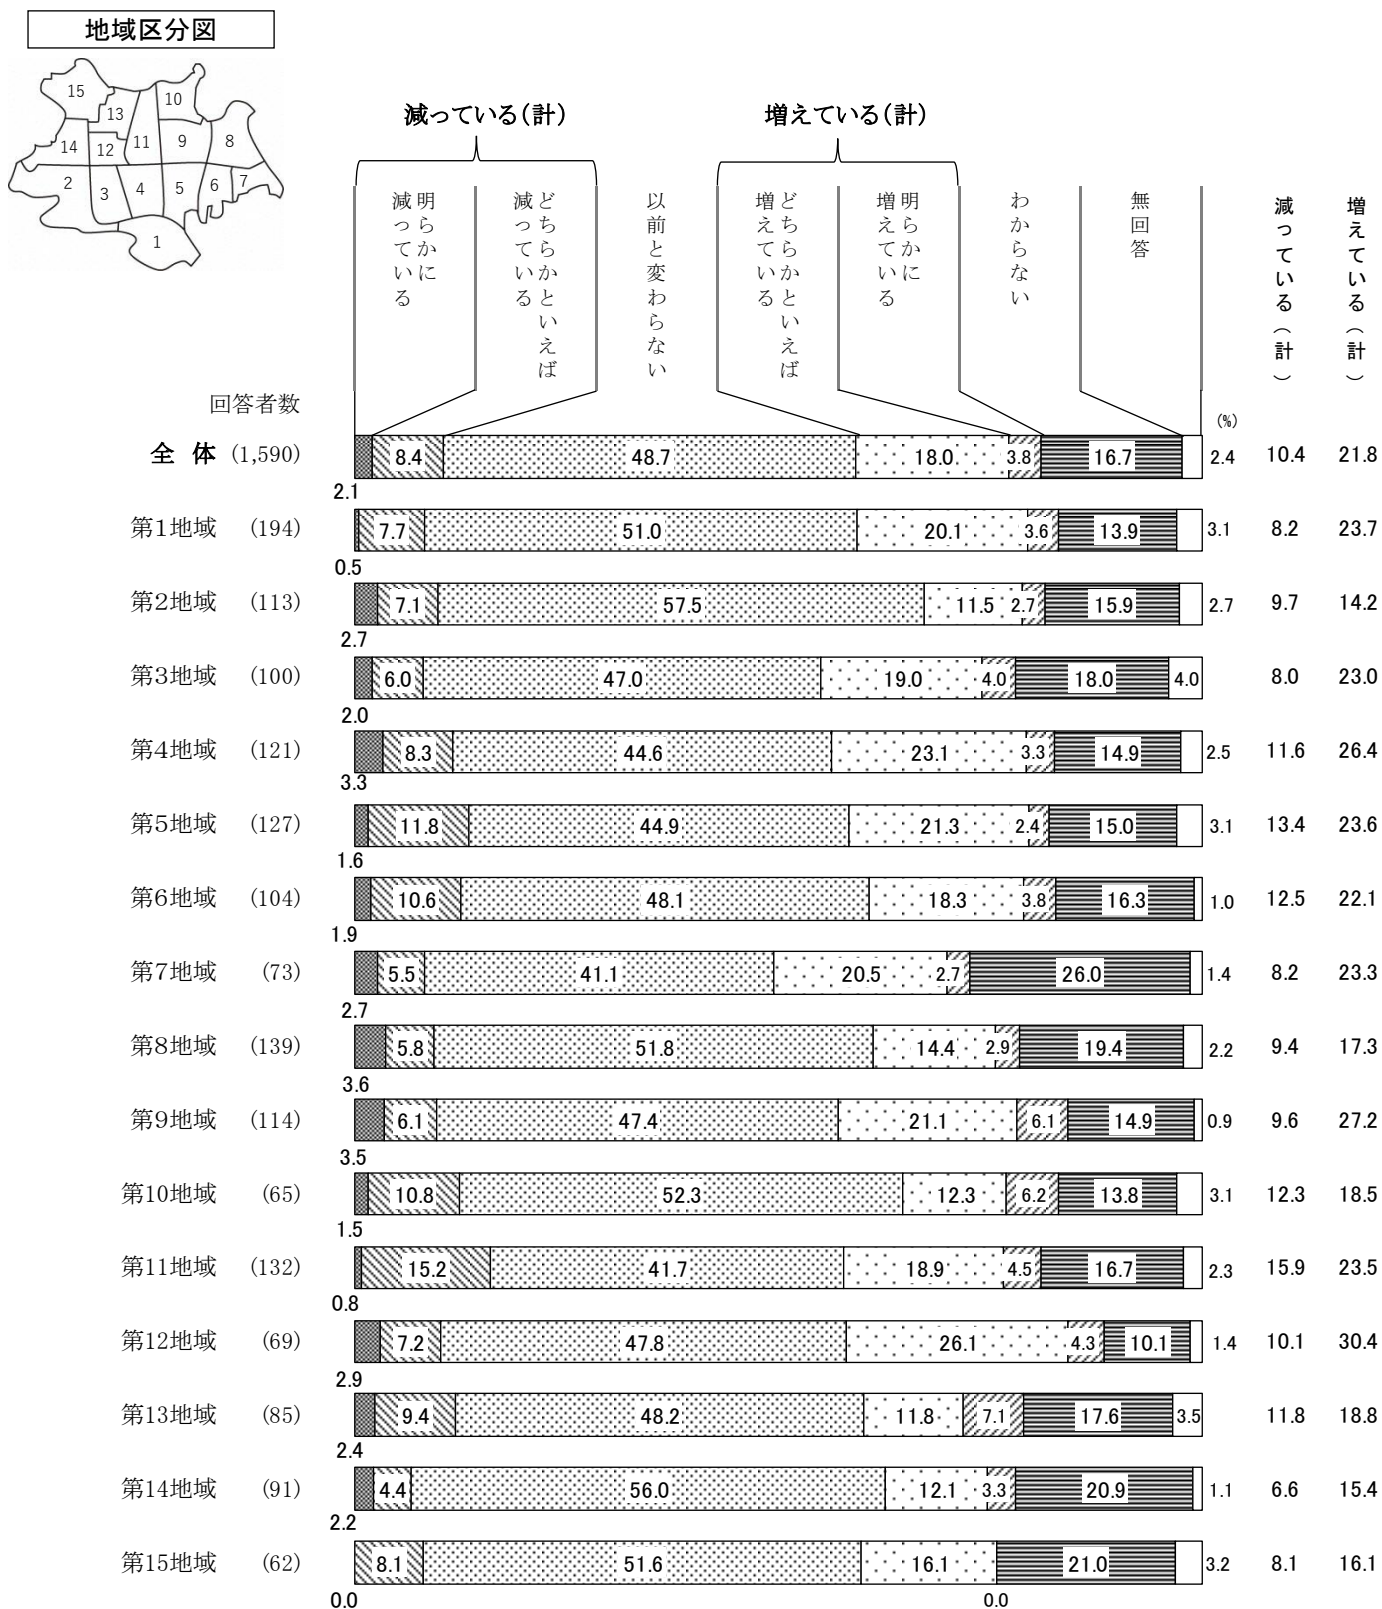 地域区分図
15
10
13
14
12
11
9
8
2
3
4
5
6
7
1
減っている(計)
増えている(計)
明らかに減っている
どちらかといえば減っている
以前と変わらない
どちらかといえば増えている
明らかに増えている
わからない
無回答
減っている(計)
増えている(計)
回答者数
(%)
全 体 (1,590) 8.4 48.7 18.0 3.8 16.7 2.4 10.4 21.8
2.1
第1地域 (194) 7.7 51.0 20.1 3.6 13.9 3.1 8.2 23.7
0.5
第2地域 (113) 7.1 57.5 11.5 2.7 15.9 2.7 9.7 14.2
2.7
第3地域 (100) 6.0 47.0 19.0 4.0 18.0 4.0 8.0 23.0
2.0
第4地域 (121) 8.3 44.6 23.1 3.3 14.9 2.5 11.6 26.4
3.3
第5地域 (127) 11.8 44.9 21.3 2.4 15.0 3.1 13.4 23.6
1.6
第6地域 (104) 10.6 48.1 18.3 3.8 16.3 1.0 12.5 22.1
1.9
第7地域 (73) 5.5 41.1 20.5 2.7 26.0 1.4 8.2 23.3
2.7
第8地域 (139) 5.8 51.8 14.4 2.9 19.4 2.2 9.4 17.3
3.6
第9地域 (114) 6.1 47.4 21.1 6.1 14.9 0.9 9.6 27.2
3.5
第10地域 (65) 10.8 52.3 12.3 6.2 13.8 3.1 12.3 18.5
1.5
第11地域 (132) 15.2 41.7 18.9 4.5 16.7 2.3 15.9 23.5
0.8
第12地域 (69) 7.2 47.8 26.1 4.3 10.1 1.4 10.1 30.4
2.9
第13地域 (85) 9.4 48.2 11.8 7.1 17.6 3.5 11.8 18.8
2.4
第14地域 (91) 4.4 56.0 12.1 3.3 20.9 1.1 6.6 15.4
2.2
第15地域 (62) 8.1 51.6 16.1 21.0 3.2 8.1 16.1
0.0 0.0